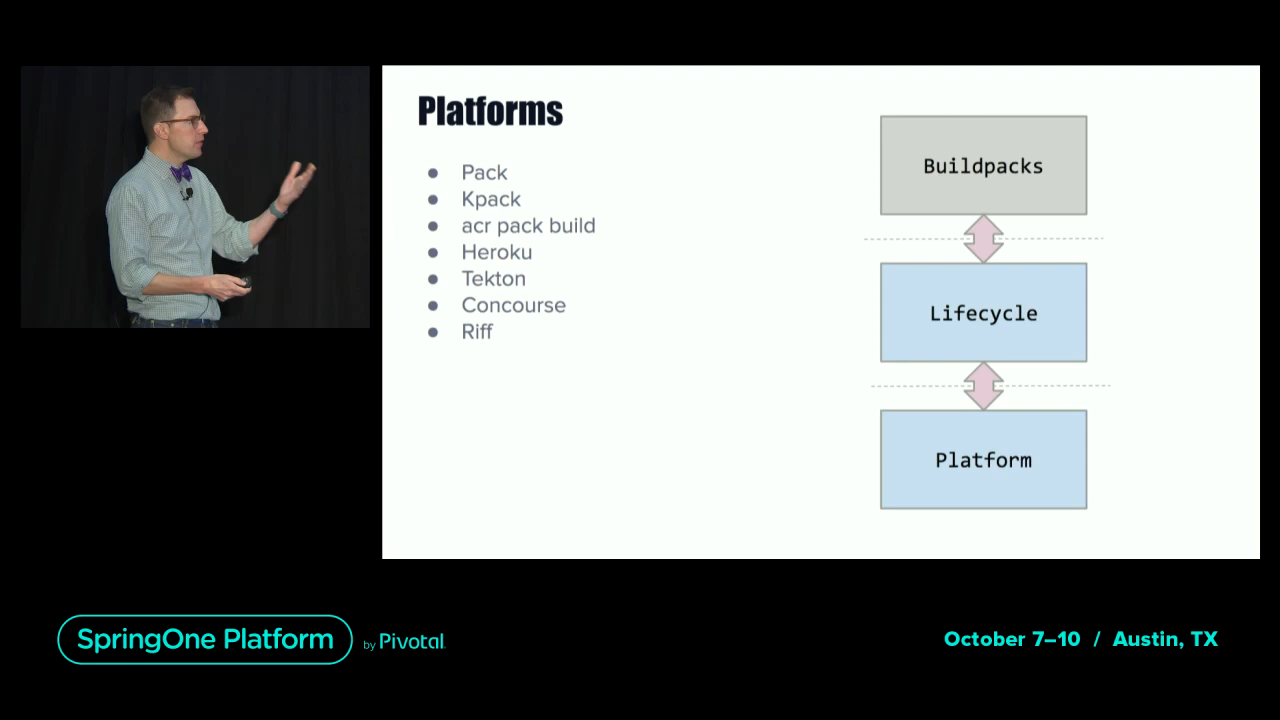 Platforms
● Pack
● Kpack
● acr pack build
● Heroku
● Tekton
● Concourse
● Riff
Buildpacks
Lifecycle
Platform
SpringOne Platform by Pivotal
October 7–10 / Austin, TX